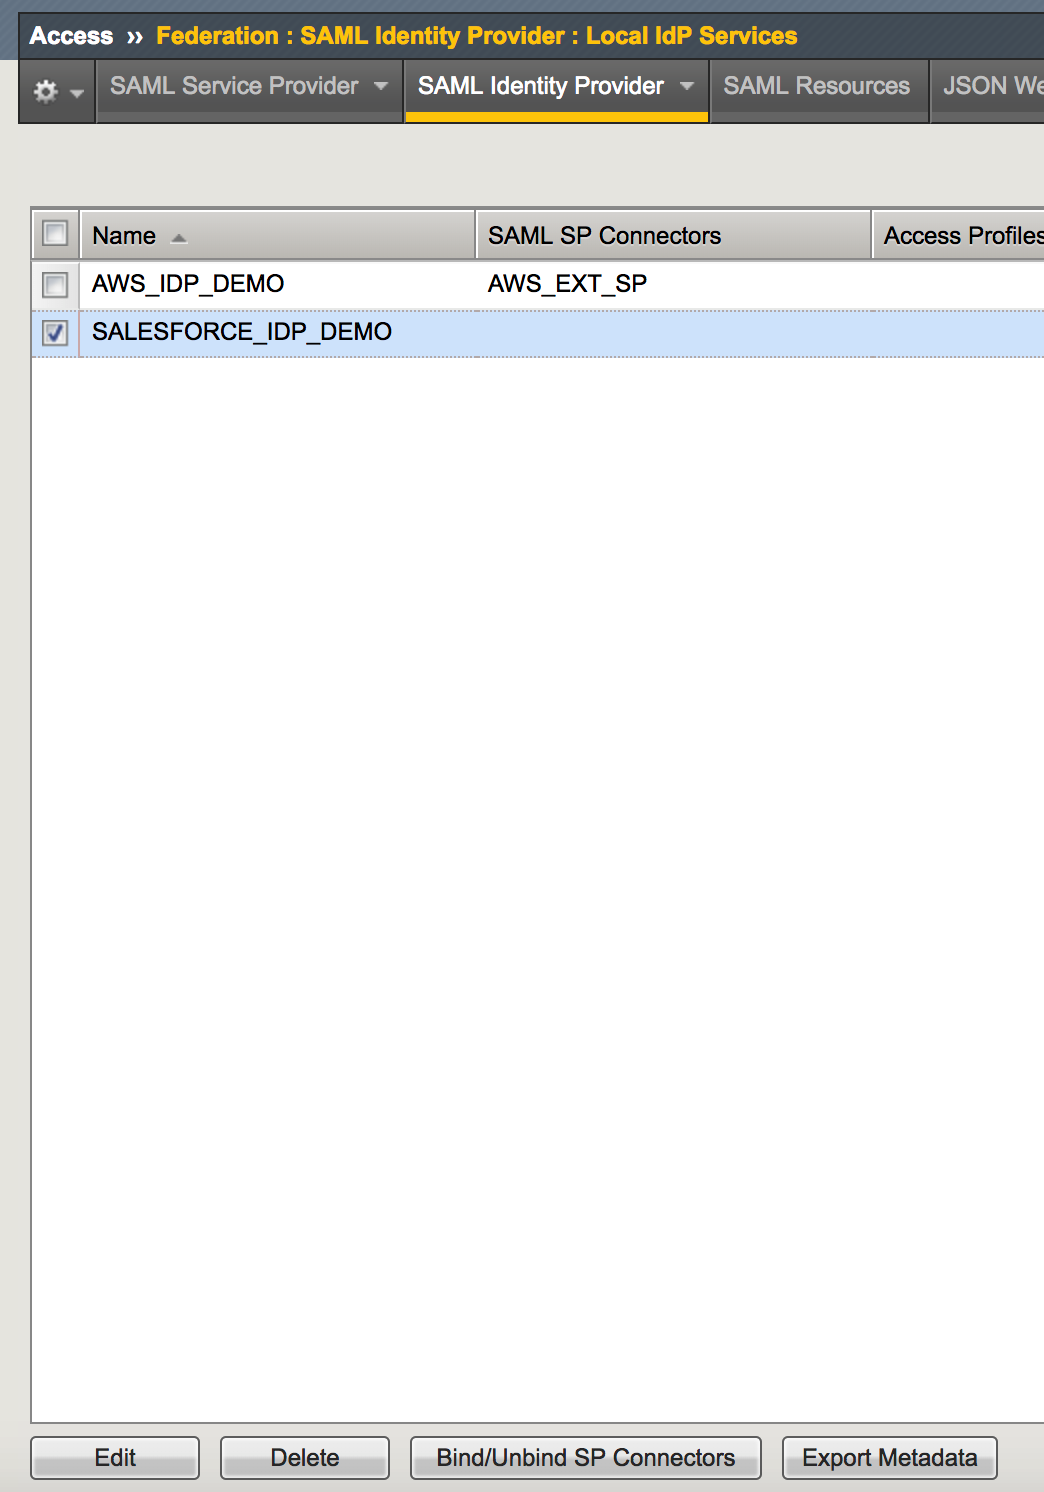 Access ›› Federation : SAML Identity Provider : Local IdP Services
SAML Service Provider SAML Identity Provider SAML Resources JSON We
Name SAML SP Connectors Access Profiles
AWS_IDP_DEMO AWS_EXT_SP
SALESFORCE_IDP_DEMO
Edit Delete Bind/Unbind SP Connectors Export Metadata